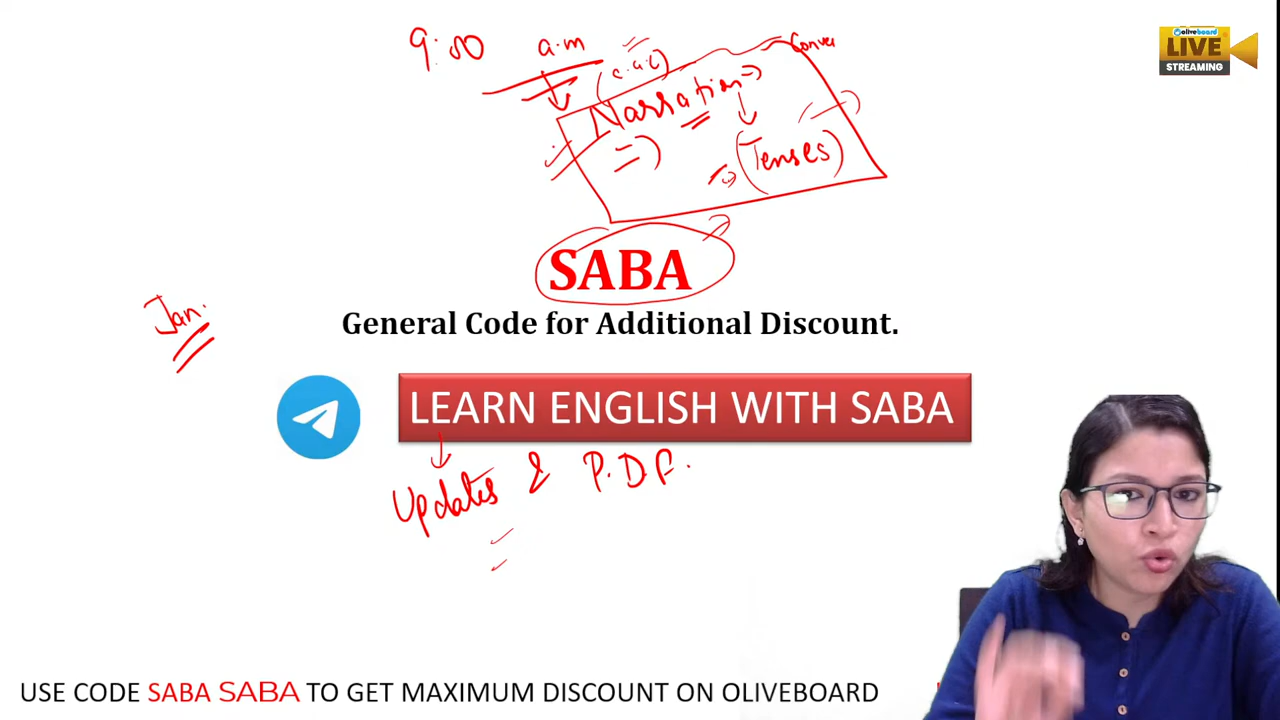 9:00 a.m
oliveboard
LIVE
STREAMING
Narration
Tenses
SABA
Jan.
General Code for Additional Discount.
LEARN ENGLISH WITH SABA
Updates & P.D.F.
USE CODE SABA SABA TO GET MAXIMUM DISCOUNT ON OLIVEBOARD